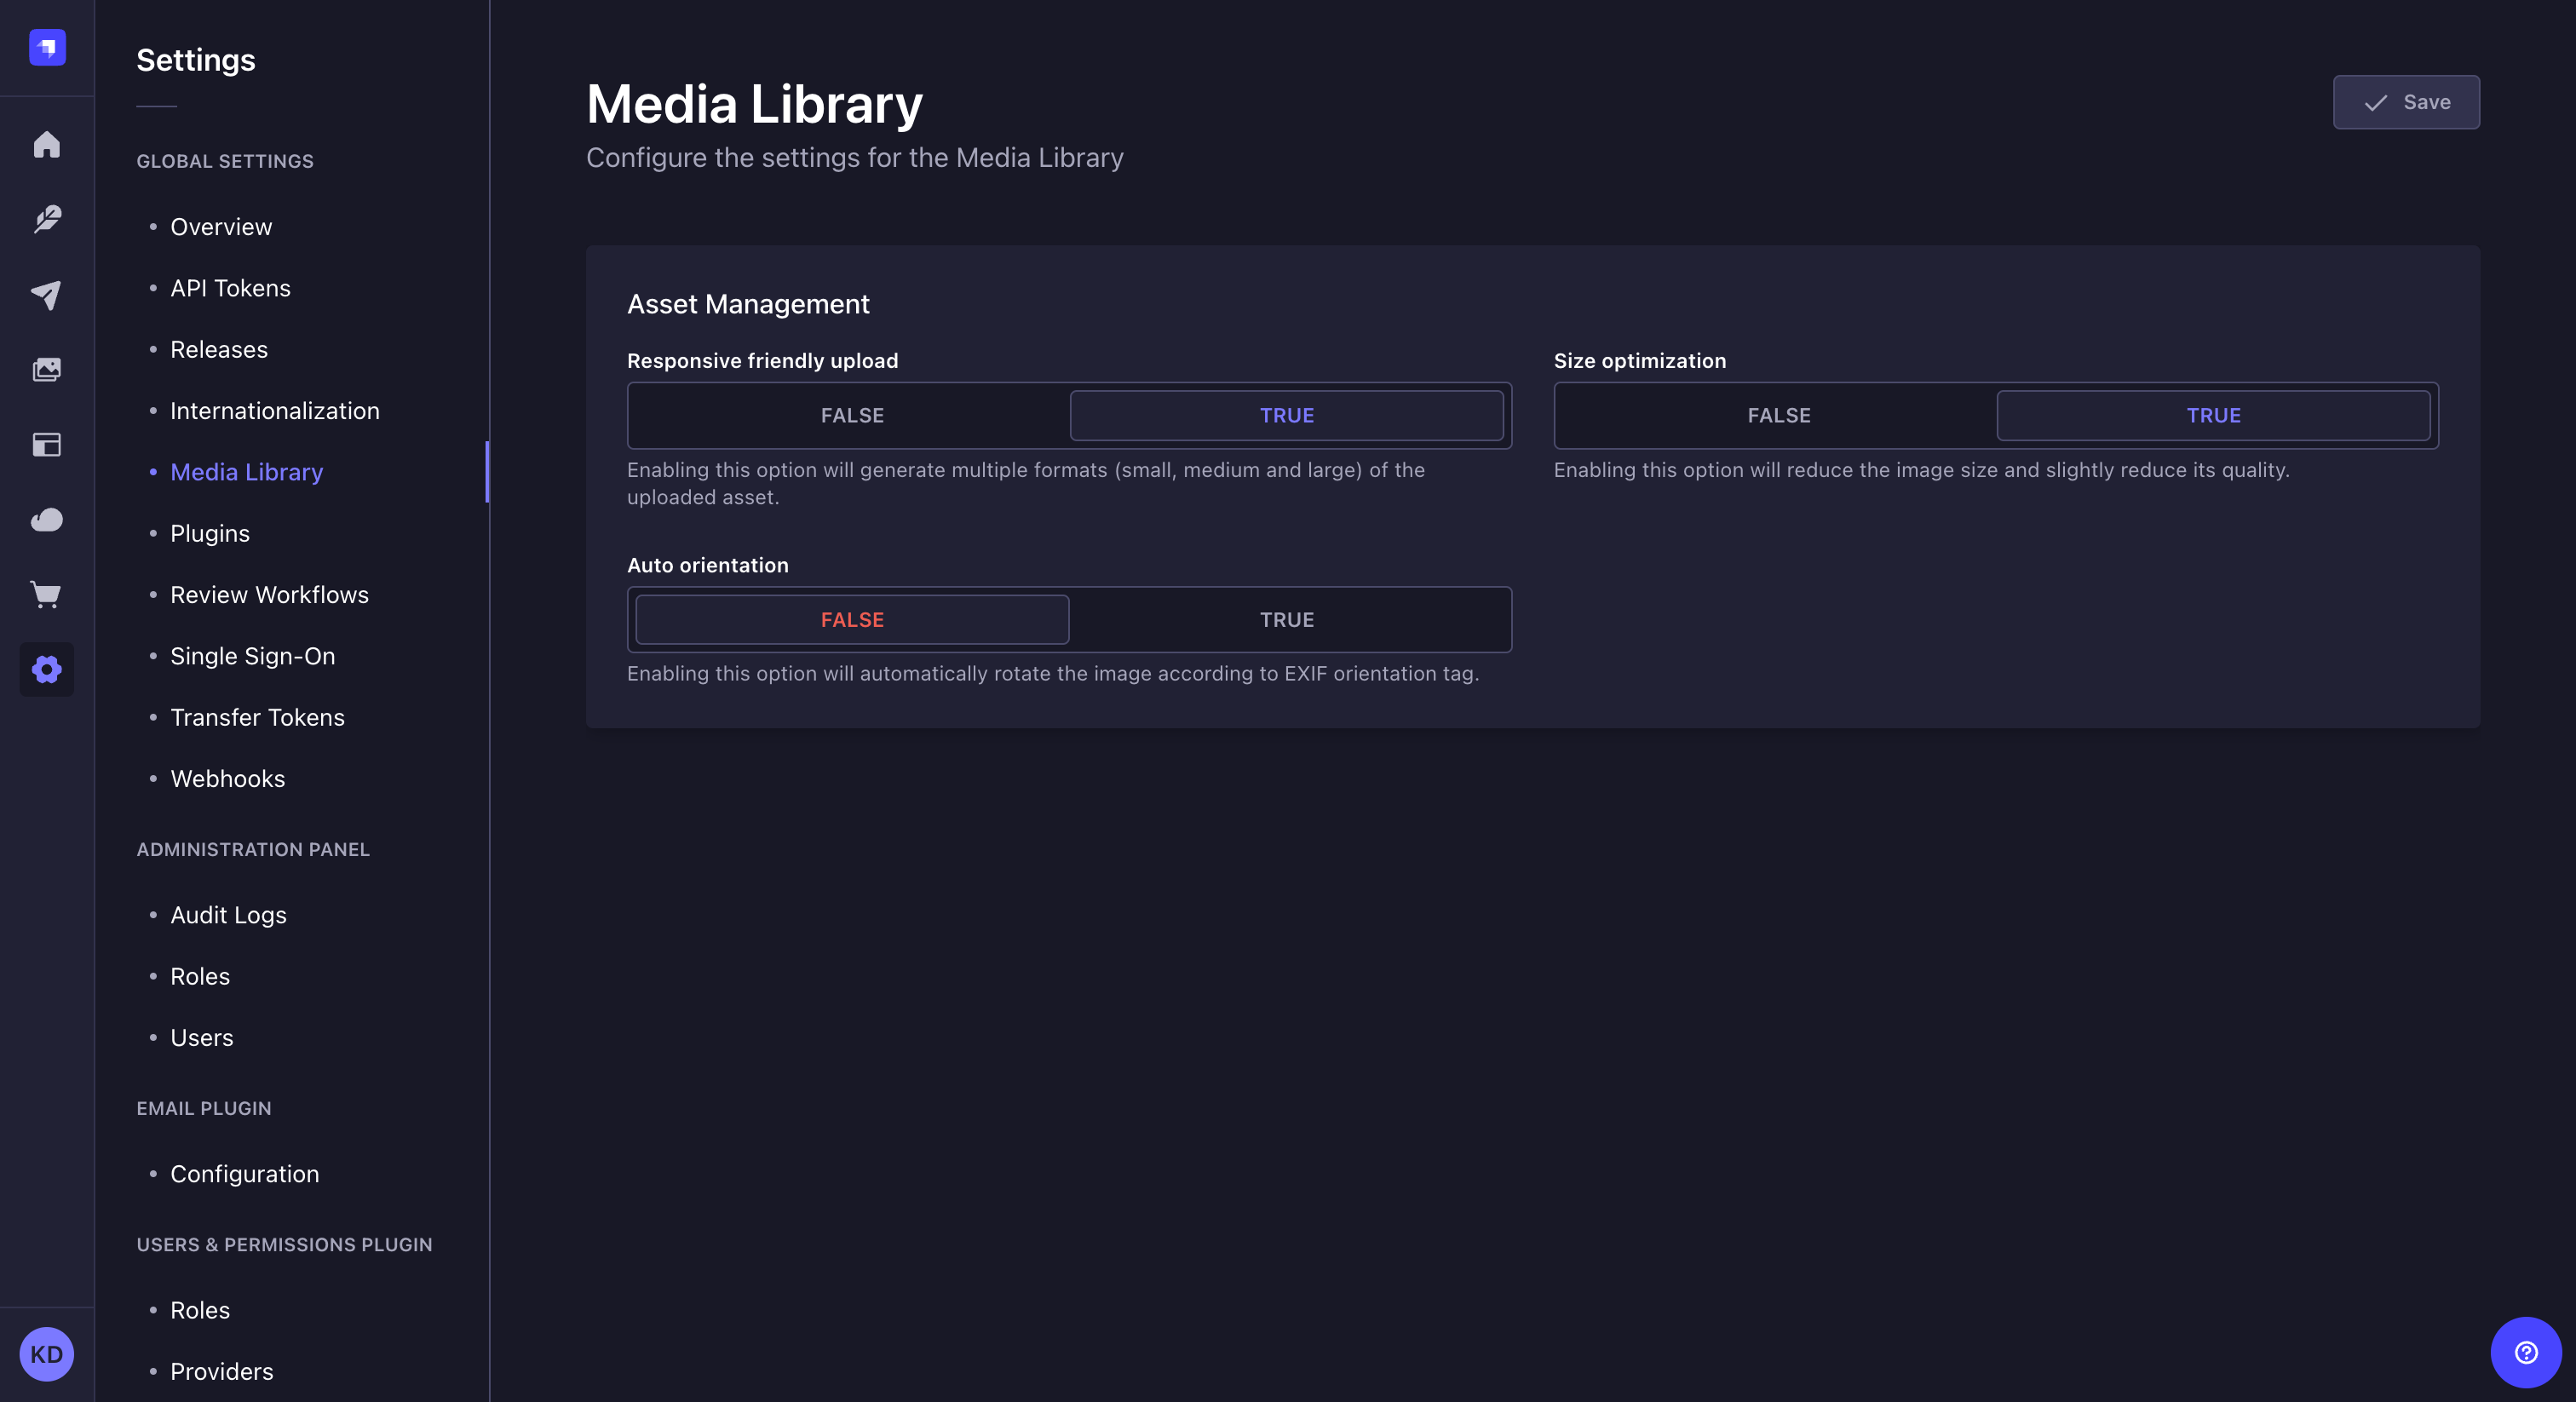 Settings
GLOBAL SETTINGS
Overview
API Tokens
Releases
Internationalization
Media Library
Plugins
Review Workflows
Single Sign-On
Transfer Tokens
Webhooks
ADMINISTRATION PANEL
Audit Logs
Roles
Users
EMAIL PLUGIN
Configuration
USERS & PERMISSIONS PLUGIN
Roles
Providers
KD
Media Library
Configure the settings for the Media Library
Save
Asset Management
Responsive friendly upload
FALSE TRUE
Enabling this option will generate multiple formats (small, medium and large) of the
uploaded asset.
Size optimization
FALSE TRUE
Enabling this option will reduce the image size and slightly reduce its quality.
Auto orientation
FALSE TRUE
Enabling this option will automatically rotate the image according to EXIF orientation tag.